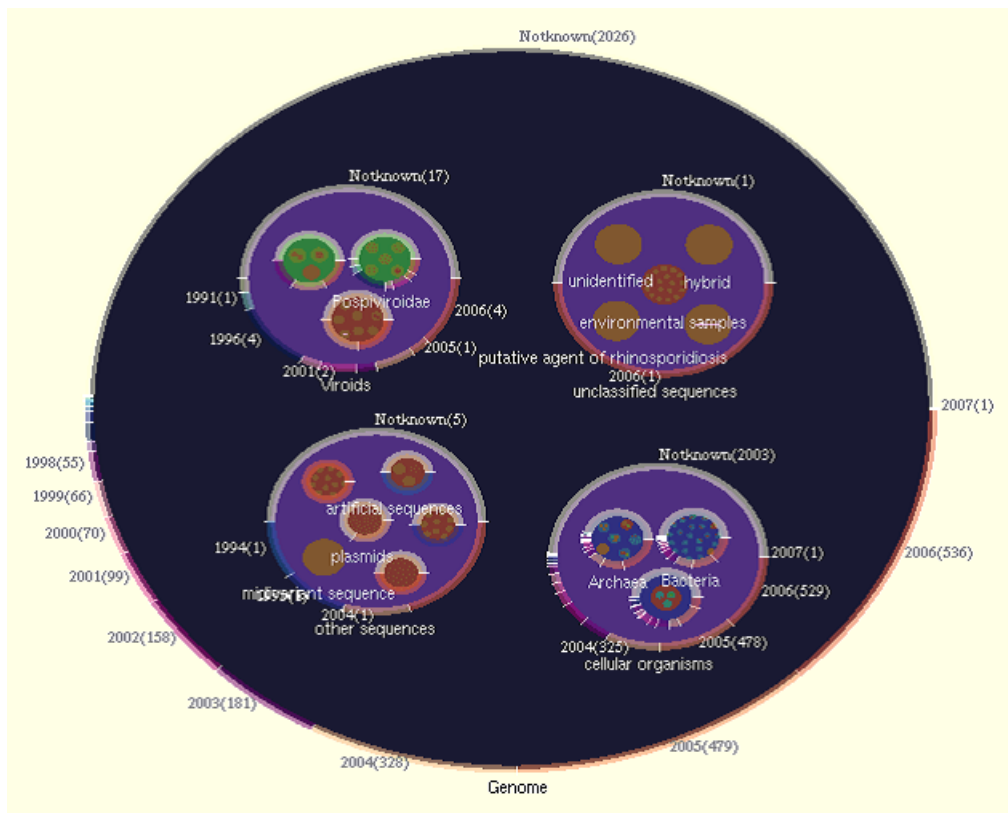 Notknown(2026)
Notknown(17)
Notknown(1)
unidentified
hybrid
1991(1)
Pospiviroidae
2006(4)
environmental samples
1996(4)
2005(1)
putative agent of rhinosporidiosis
2001(2)
2006(1)
Viroids
unclassified sequences
2007(1)
Notknown(5)
Notknown(2003)
1998(55)
1999(66)
artificial sequences
2000(70)
1994(1)
plasmids
2007(1)
2006(536)
2001(99)
Archaea
Bacteria
2006(529)
sequence
2004(1)
other sequences
2002(158)
2004(325)
2005(478)
cellular organisms
2003(181)
2004(328)
2005(479)
Genome